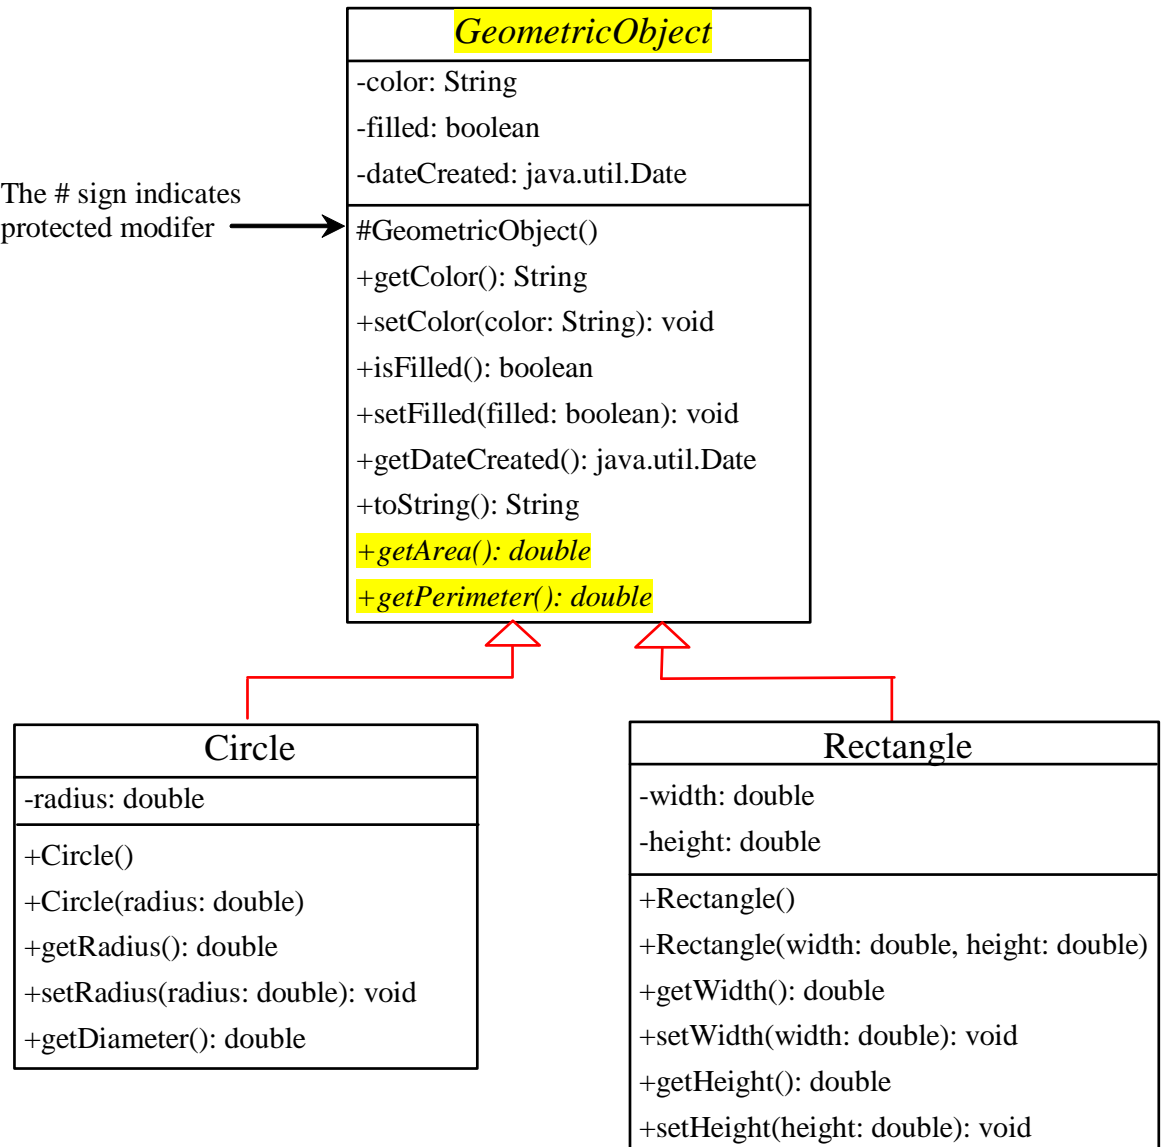 GeometricObject
-color: String
-filled: boolean
-dateCreated: java.util.Date
The # sign indicates
protected modifer
#GeometricObject()
+getColor(): String
+setColor(color: String): void
+isFilled(): boolean
+setFilled(filled: boolean): void
+getDateCreated(): java.util.Date
+toString(): String
+getArea(): double
+getPerimeter(): double
Circle
-radius: double
+Circle()
+Circle(radius: double)
+getRadius(): double
+setRadius(radius: double): void
+getDiameter(): double
Rectangle
-width: double
-height: double
+Rectangle()
+Rectangle(width: double, height: double)
+getWidth(): double
+setWidth(width: double): void
+getHeight(): double
+setHeight(height: double): void